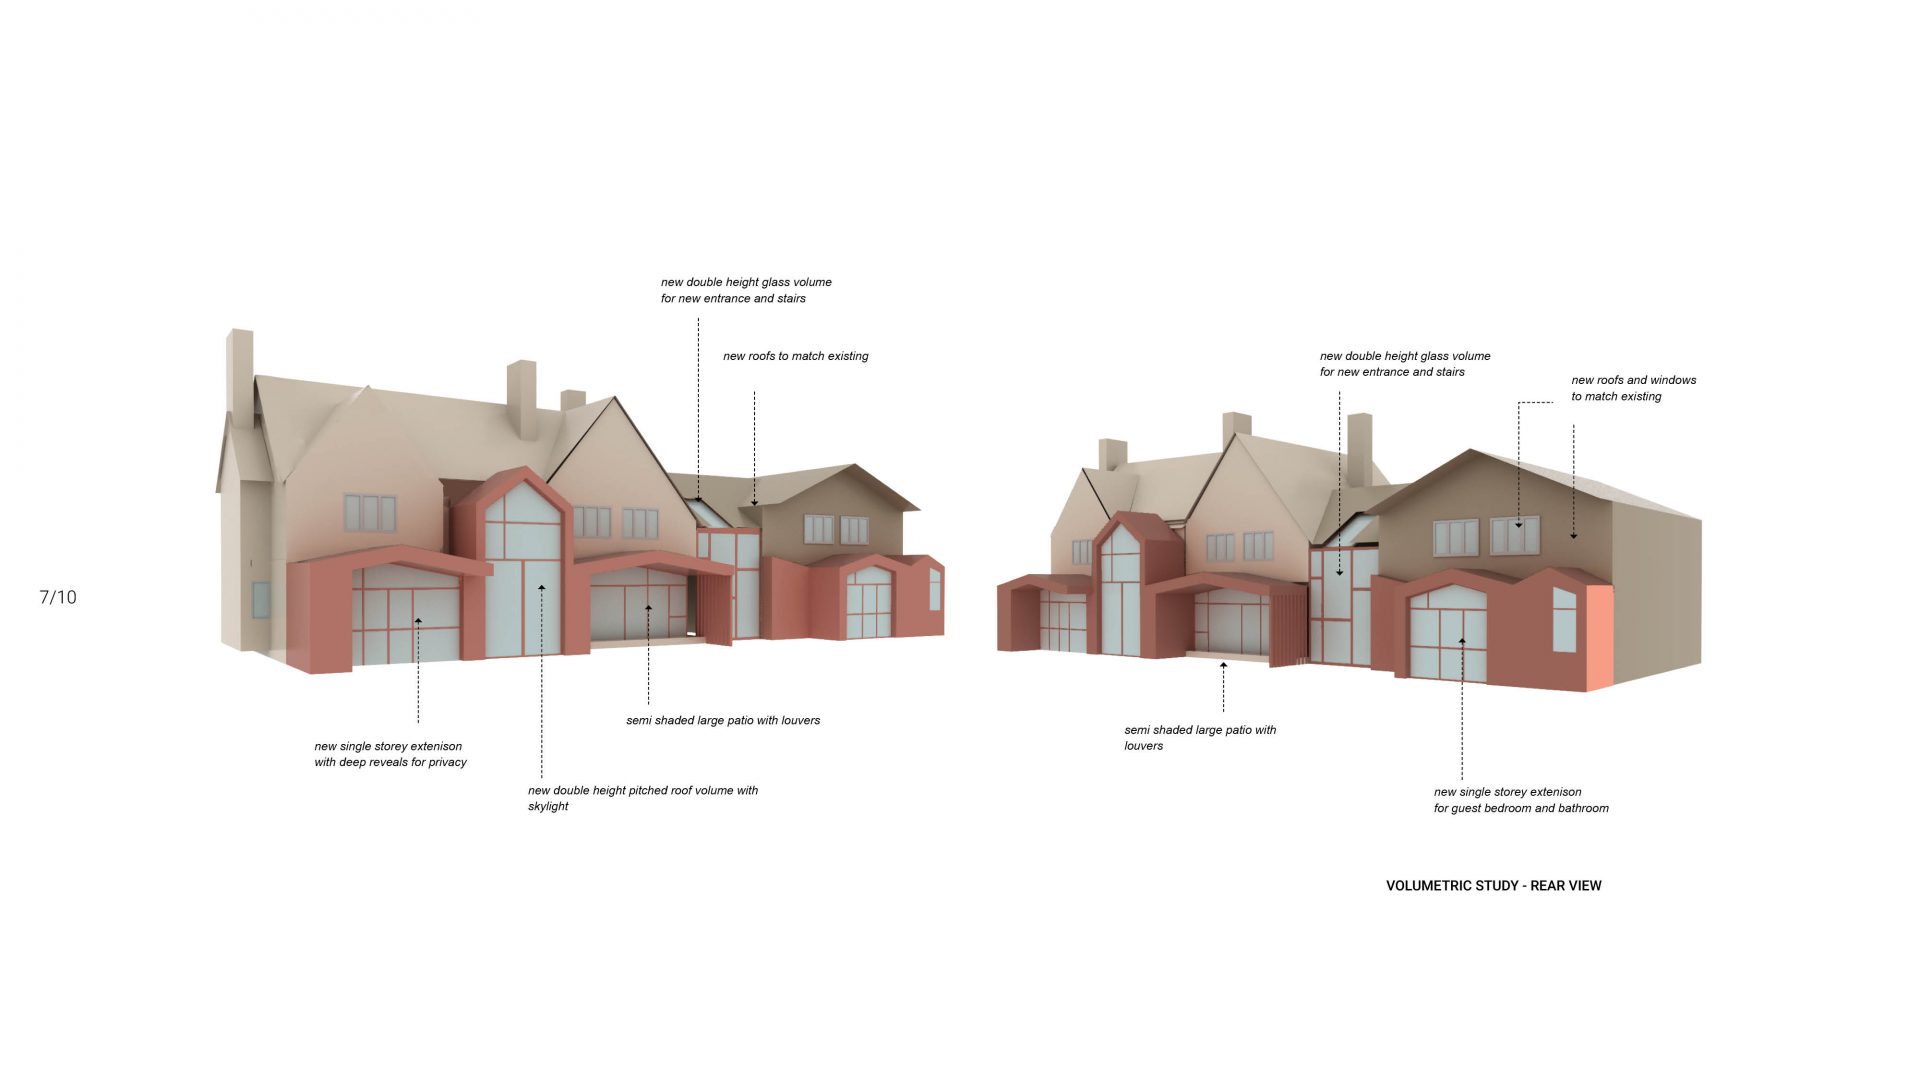 new double height glass volume
for new entrance and stairs
new roofs to match existing
7/10
semi shaded large patio with louvers
new single storey extenison
with deep reveals for privacy
new double height pitched roof volume with
skylight
new double height glass volume
for new entrance and stairs
new roofs and windows
to match existing
semi shaded large patio with
louvers
new single storey extenison
for guest bedroom and bathroom
VOLUMETRIC STUDY - REAR VIEW